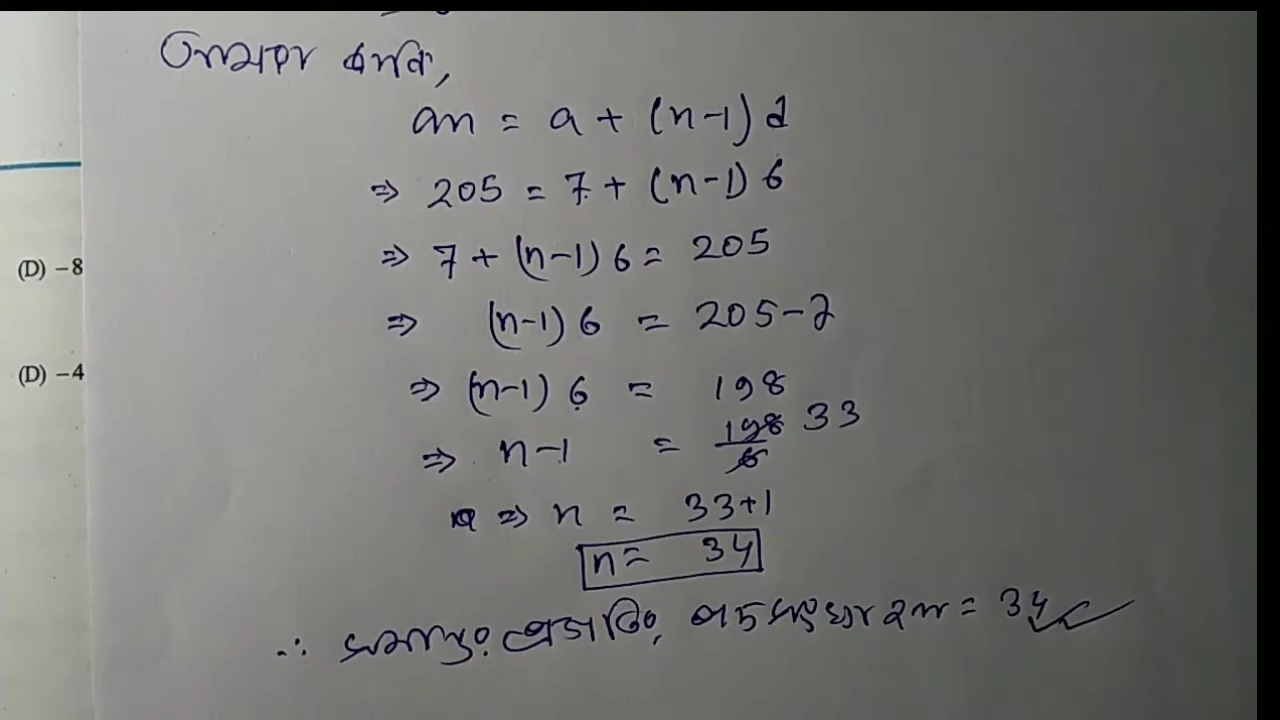 আমাৰ জানি,
an = a + (n-1) d
⇒ 205 = 7 + (n-1) 6
⇒ 7 + (n-1) 6 = 205
⇒ (n-1) 6 = 205-7
(D) -8
⇒ (n-1) 6 = 198
(D) -4
⇒ n-1 = 198/6 33
⇒ n = 33+1
n = 34
∴ = 34